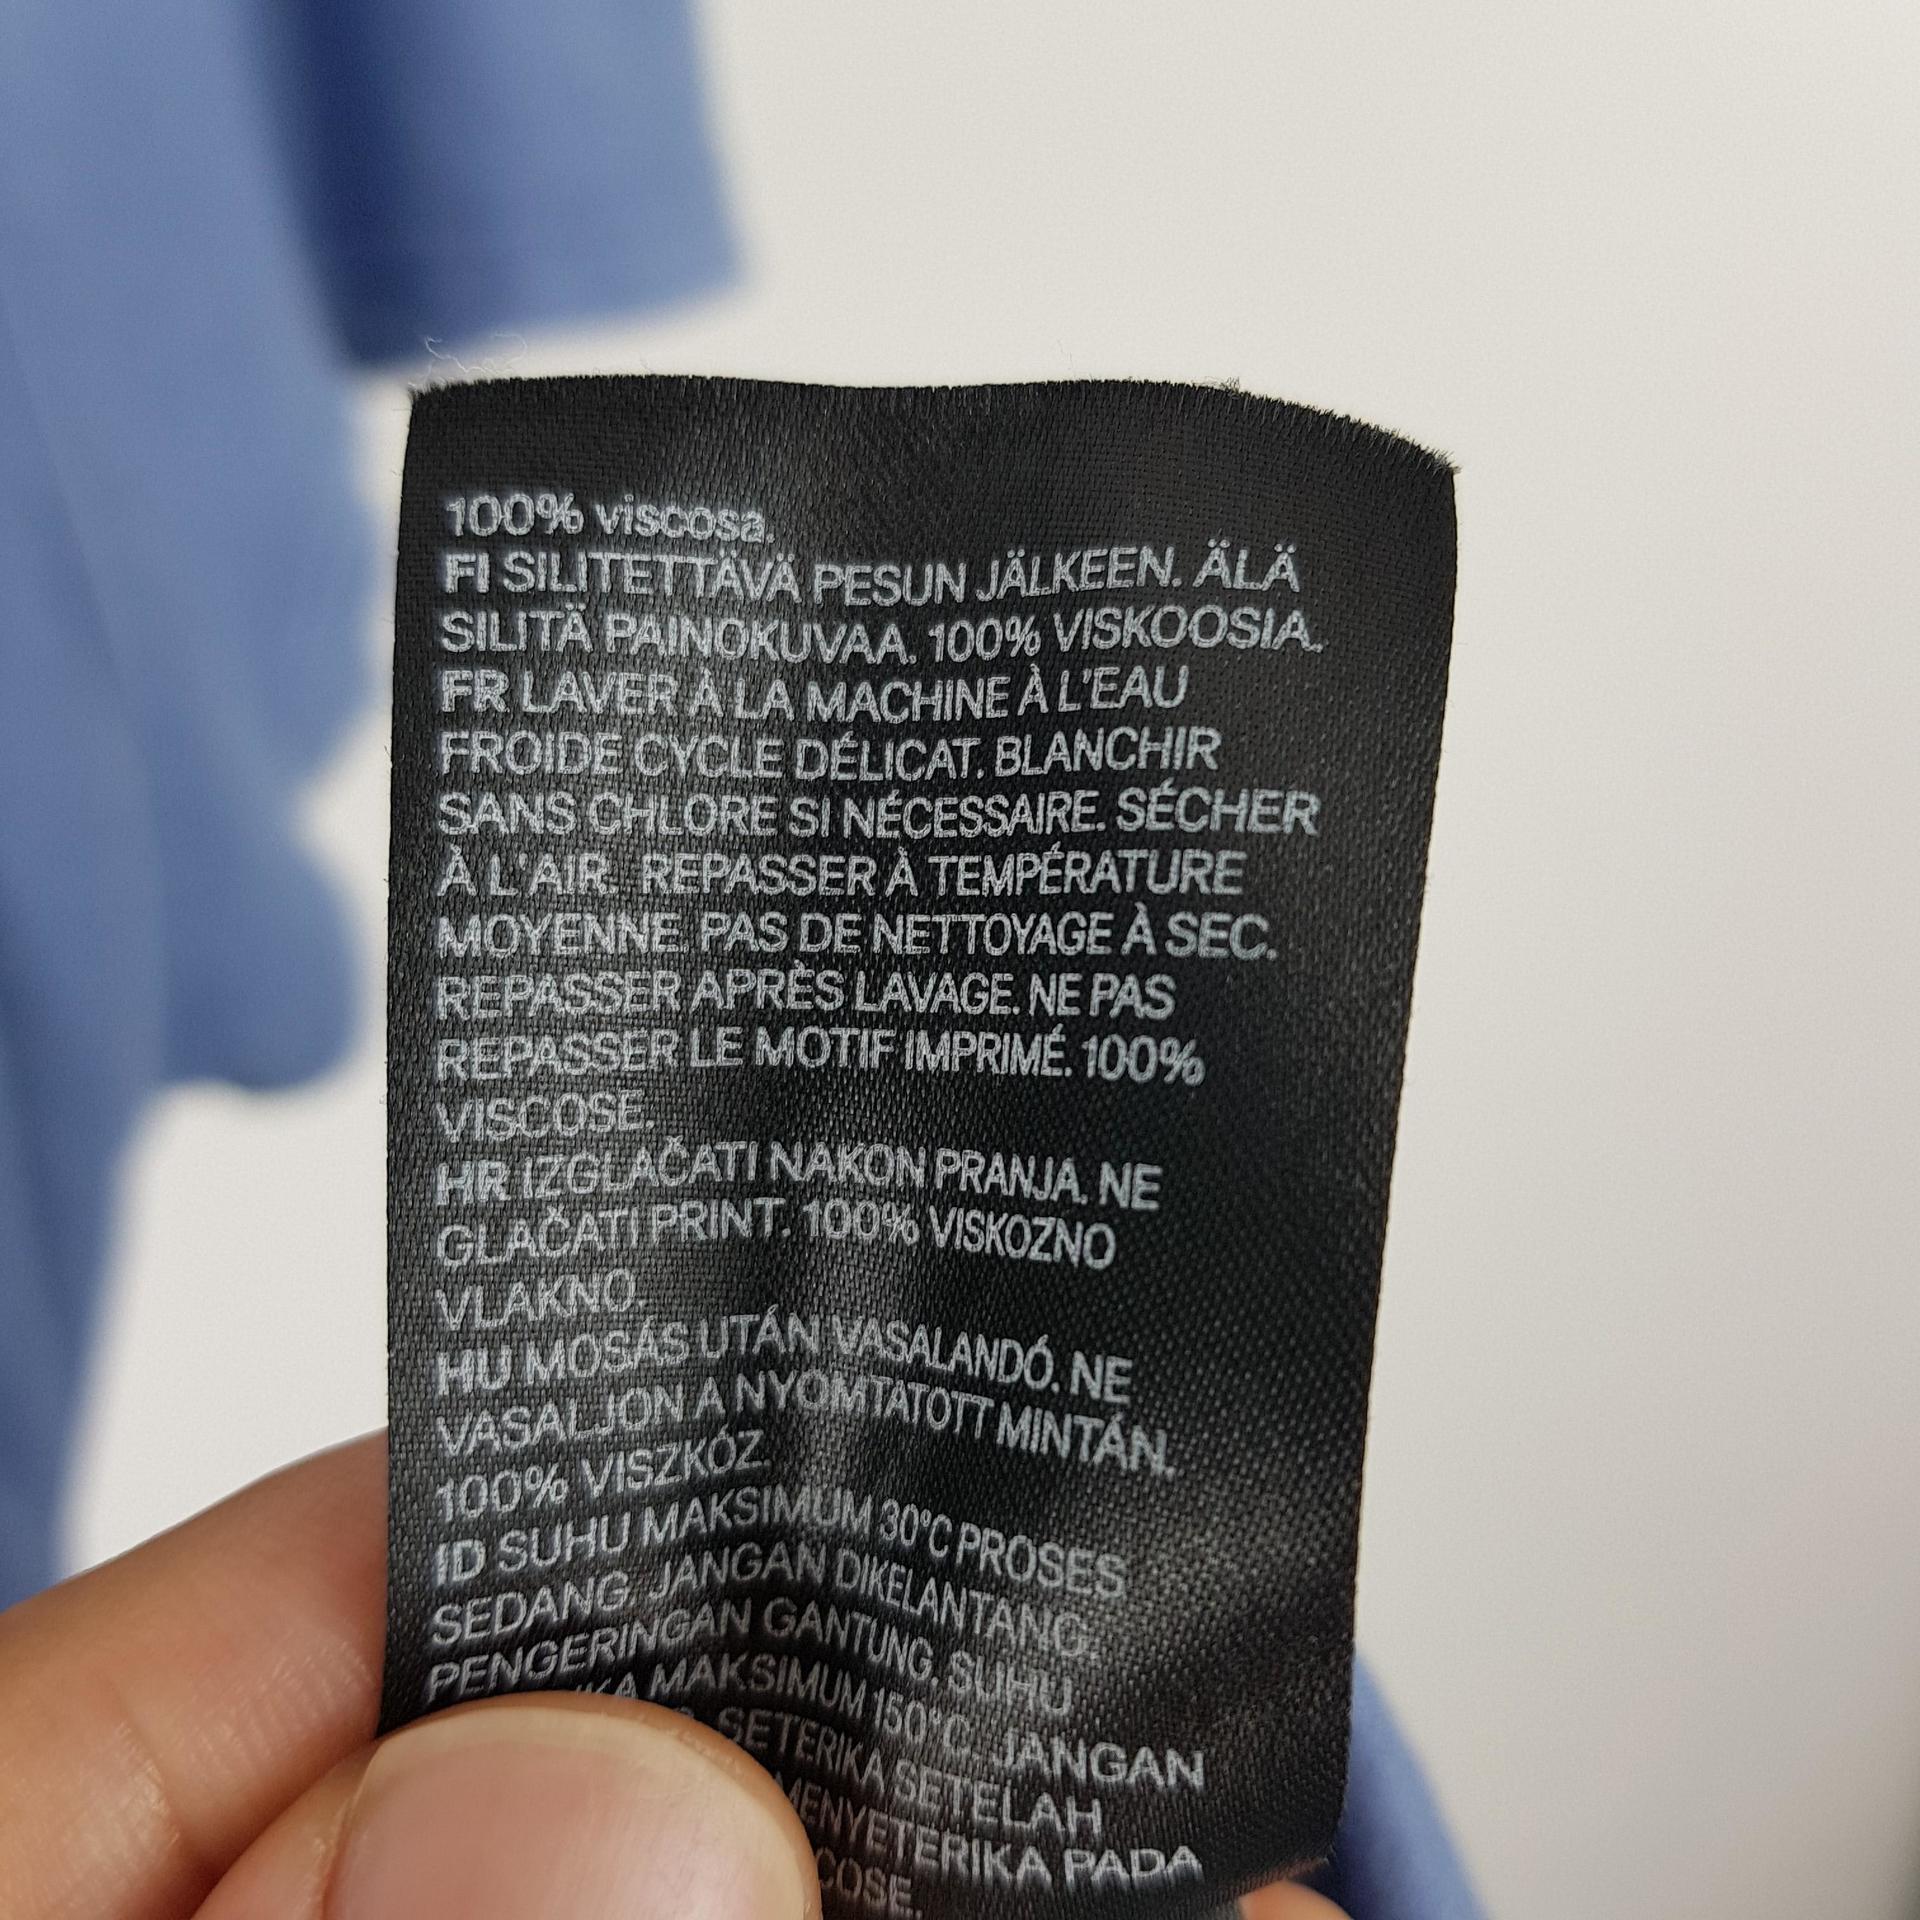 100% viscosa.
FI SILITETTÄVÄ PESUN JÄLKEEN. ÄLÄ
SILITÄ PAINOKUVAA. 100% VISKOOSIA.
FR LAVER À LA MACHINE À L'EAU
FROIDE CYCLE DÉLICAT. BLANCHIR
SANS CHLORE SI NÉCESSAIRE. SÉCHER
À L'AIR. REPASSER À TEMPÉRATURE
MOYENNE. PAS DE NETTOYAGE À SEC.
REPASSER APRÈS LAVAGE. NE PAS
REPASSER LE MOTIF IMPRIMÉ. 100%
VISCOSE.
HR IZGLAČATI NAKON PRANJA. NE
GLAČATI PRINT. 100% VISKOZNO
VLAKNO.
HU MOSÁS UTÁN VASALANDÓ. NE
VASALJON A NYOMTATOTT MINTÁN.
100% VISZKÓZ.
ID SUHU MAKSIMUM 30°C PROSES
SEDANG. JANGAN DIKELANTANG.
PENGERINGAN GANTUNG. SUHU
MAKSIMUM 150°C. JANGAN
SETERIKA SETELAH
MENYETERIKA PADA